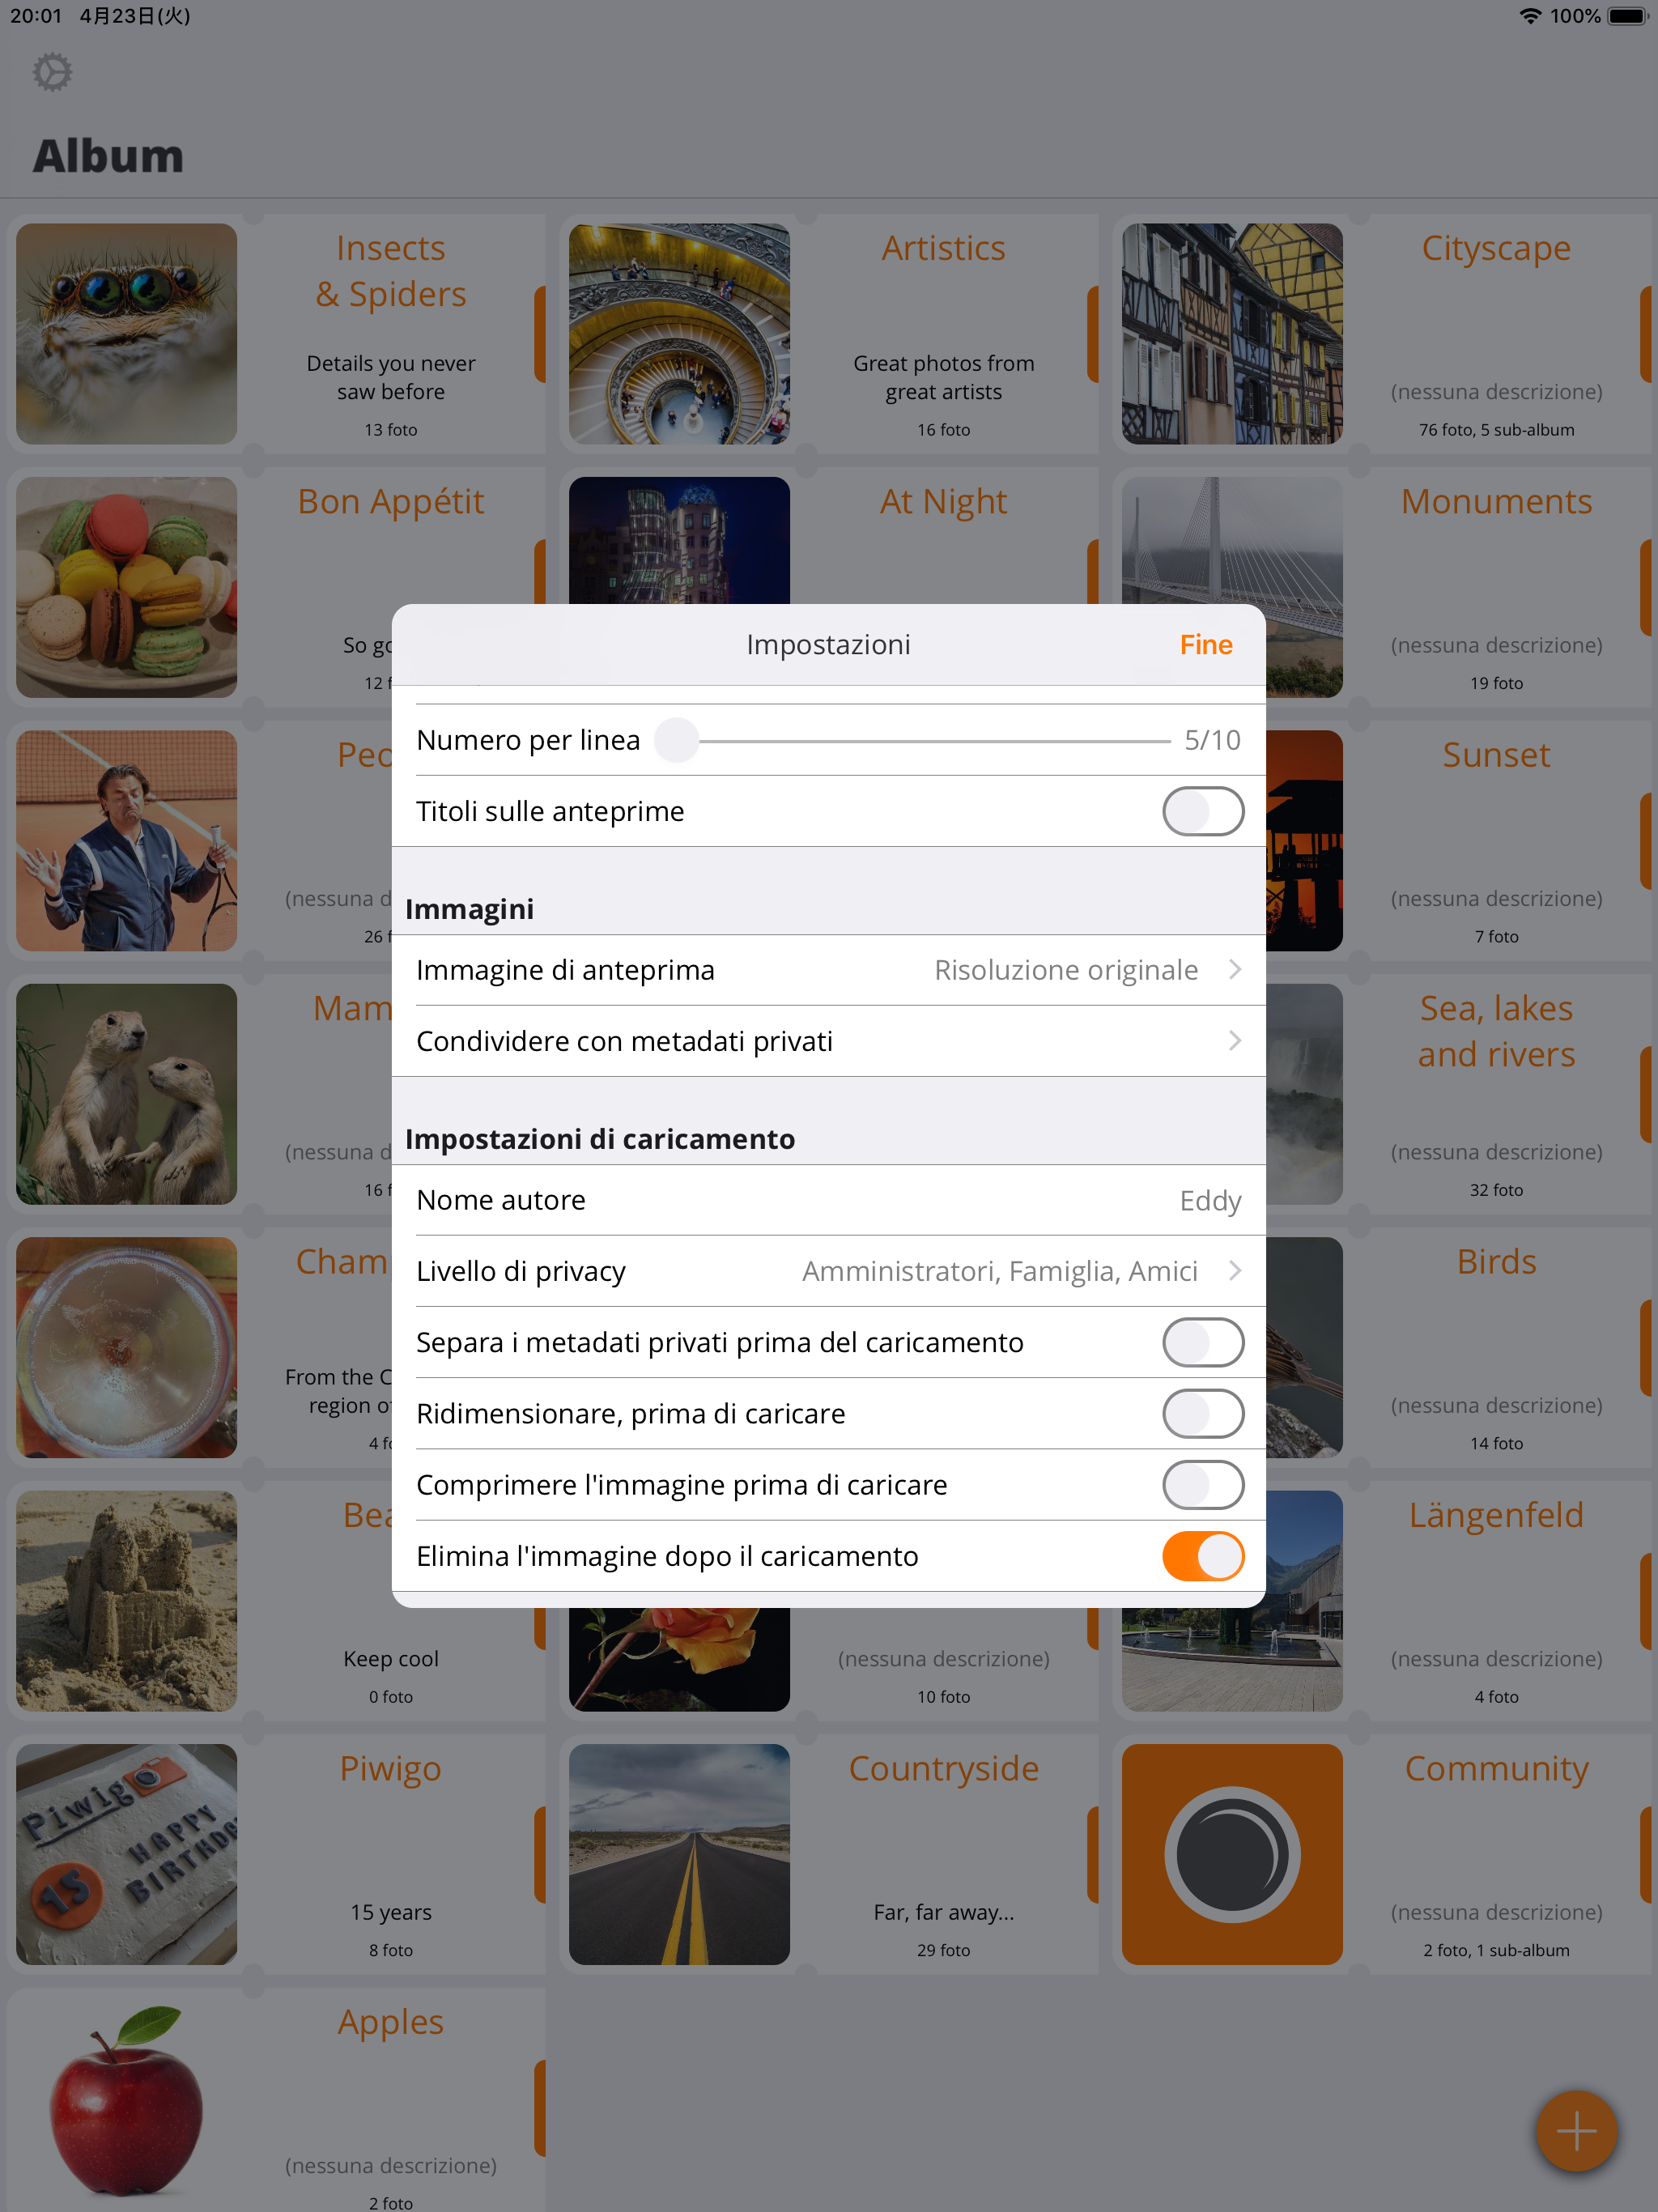 20:01 4月23日(火)
100%
Album
Insects
& Spiders
Details you never
saw before
13 foto
Artistics
Great photos from
great artists
16 foto
Cityscape
(nessuna descrizione)
76 foto, 5 sub-album
Bon Appétit
So
12
At Night
Monuments
(nessuna descrizione)
19 foto
(nessuna
26
Sunset
(nessuna descrizione)
7 foto
(nessuna
16
Sea, lakes
and rivers
(nessuna descrizione)
32 foto
From the
region
4
Birds
(nessuna descrizione)
14 foto
Keep cool
0 foto
(nessuna descrizione)
10 foto
Längenfeld
(nessuna descrizione)
4 foto
Piwigo
HAPPY
15
Piwigo
15 years
8 foto
Countryside
Far, far away...
29 foto
Community
(nessuna descrizione)
2 foto, 1 sub-album
Apples
(nessuna descrizione)
2 foto
Impostazioni
Fine
Numero per linea 5/10
Titoli sulle anteprime
Immagini
Immagine di anteprima Risoluzione originale
Condividere con metadati privati
Impostazioni di caricamento
Nome autore Eddy
Livello di privacy Amministratori, Famiglia, Amici
Separa i metadati privati prima del caricamento
Ridimensionare, prima di caricare
Comprimere l'immagine prima di caricare
Elimina l'immagine dopo il caricamento